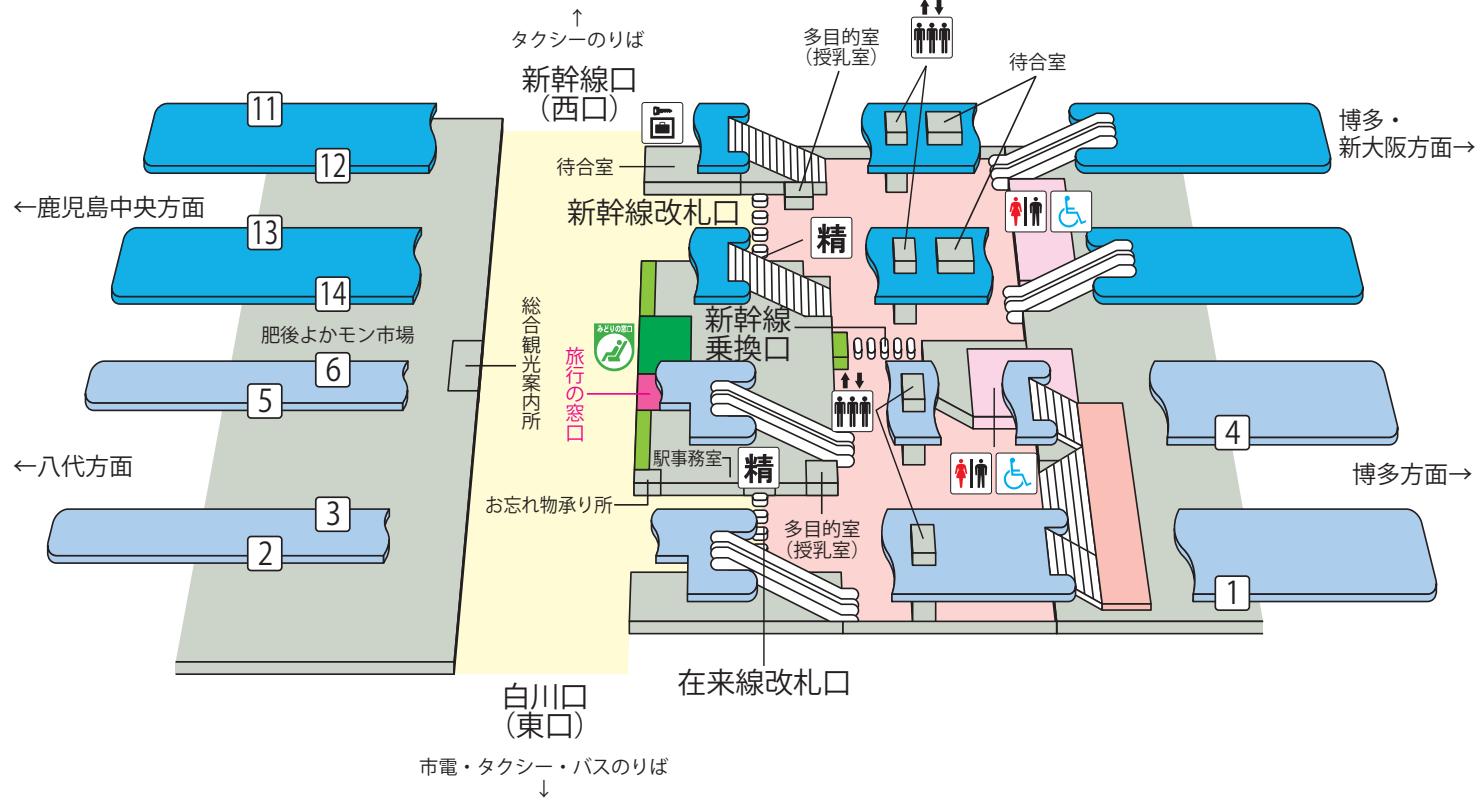 ↑
タクシーのりば
新幹線口
（西口）
多目的室
（授乳室）
待合室
博多・
新大阪方面→
11
12
待合室
←鹿児島中央方面
新幹線改札口
精
13
14
肥後よかモン市場
総合観光案内所
みどりの窓口
旅行の窓口
新幹線
乗換口
6
5
4
←八代方面
駅事務室
精
博多方面→
お忘れ物承り所
多目的室
（授乳室）
3
2
1
在来線改札口
白川口
（東口）
市電・タクシー・バスのりば
↓